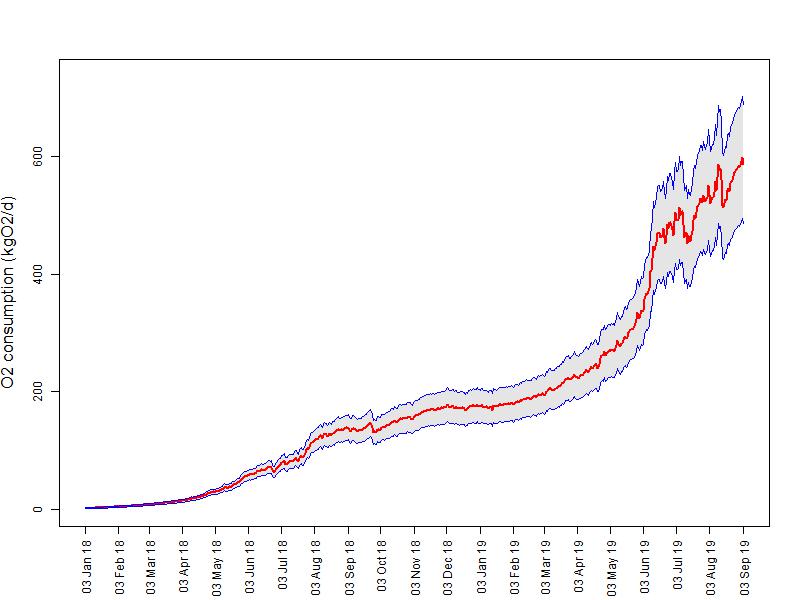 O2 consumption (kgO2/d)
600
400
200
0
03 Jan 18
03 Feb 18
03 Mar 18
03 Apr 18
03 May 18
03 Jun 18
03 Jul 18
03 Aug 18
03 Sep 18
03 Oct 18
03 Nov 18
03 Dec 18
03 Jan 19
03 Feb 19
03 Mar 19
03 Apr 19
03 May 19
03 Jun 19
03 Jul 19
03 Aug 19
03 Sep 19